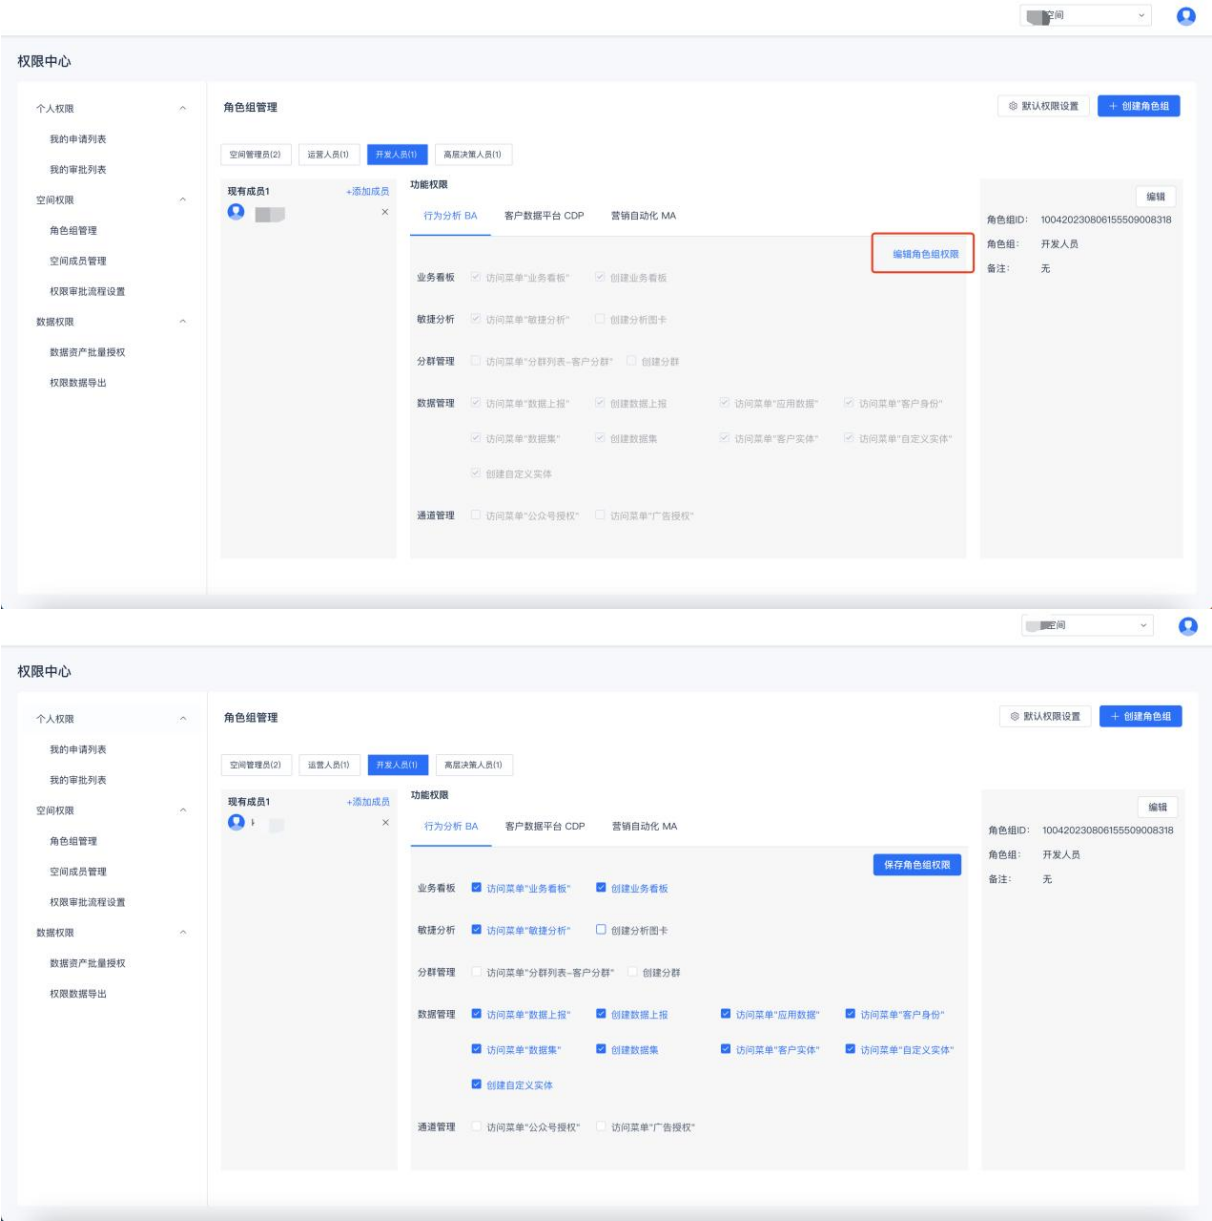 空间
权限中心
个人权限
我的申请列表
我的审批列表
空间权限
角色组管理
空间成员管理
权限审批流程设置
数据权限
数据资产批量授权
权限数据导出
角色组管理
默认权限设置
+ 创建角色组
空间管理员(2) 运营人员(1) 开发人员(1) 高层决策人员(1)
现有成员1 +添加成员
功能权限
行为分析 BA 客户数据平台 CDP 营销自动化 MA
编辑角色组权限
业务看板 访问菜单"业务看板" 创建业务看板
敏捷分析 访问菜单"敏捷分析" 创建分析图卡
分群管理 访问菜单"分群列表-客户分群" 创建分群
数据管理 访问菜单"数据上报" 创建数据上报 访问菜单"应用数据" 访问菜单"客户身份"
访问菜单"数据集" 创建数据集 访问菜单"客户实体" 访问菜单"自定义实体"
创建自定义实体
通道管理 访问菜单"公众号授权" 访问菜单"广告授权"
编辑
角色组ID: 100420230806155509008318
角色组: 开发人员
备注: 无
空间
权限中心
个人权限
我的申请列表
我的审批列表
空间权限
角色组管理
空间成员管理
权限审批流程设置
数据权限
数据资产批量授权
权限数据导出
角色组管理
默认权限设置
+ 创建角色组
空间管理员(2) 运营人员(1) 开发人员(1) 高层决策人员(1)
现有成员1 +添加成员
功能权限
行为分析 BA 客户数据平台 CDP 营销自动化 MA
保存角色组权限
业务看板 访问菜单"业务看板" 创建业务看板
敏捷分析 访问菜单"敏捷分析" 创建分析图卡
分群管理 访问菜单"分群列表-客户分群" 创建分群
数据管理 访问菜单"数据上报" 创建数据上报 访问菜单"应用数据" 访问菜单"客户身份"
访问菜单"数据集" 创建数据集 访问菜单"客户实体" 访问菜单"自定义实体"
创建自定义实体
通道管理 访问菜单"公众号授权" 访问菜单"广告授权"
编辑
角色组ID: 100420230806155509008318
角色组: 开发人员
备注: 无